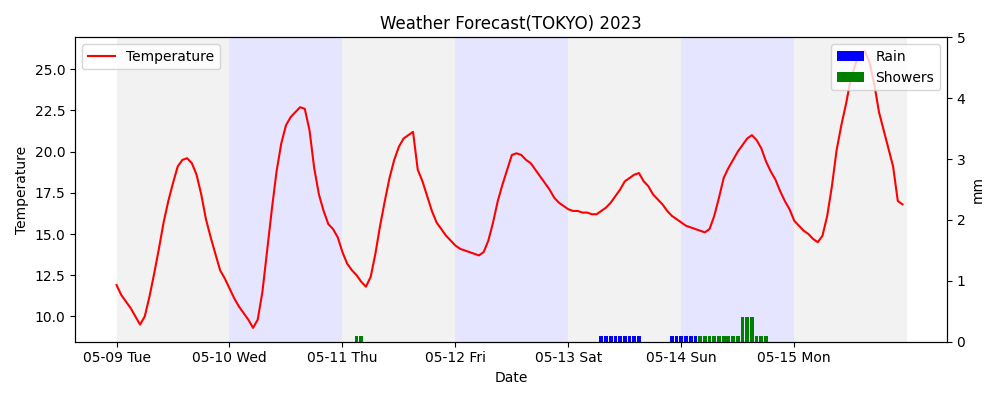 Weather Forecast(TOKYO) 2023
Temperature
Rain
Showers
25.0
22.5
20.0
17.5
15.0
12.5
10.0
Temperature
5
4
3
2
1
0
mm
05-09 Tue 05-10 Wed 05-11 Thu 05-12 Fri 05-13 Sat 05-14 Sun 05-15 Mon
Date